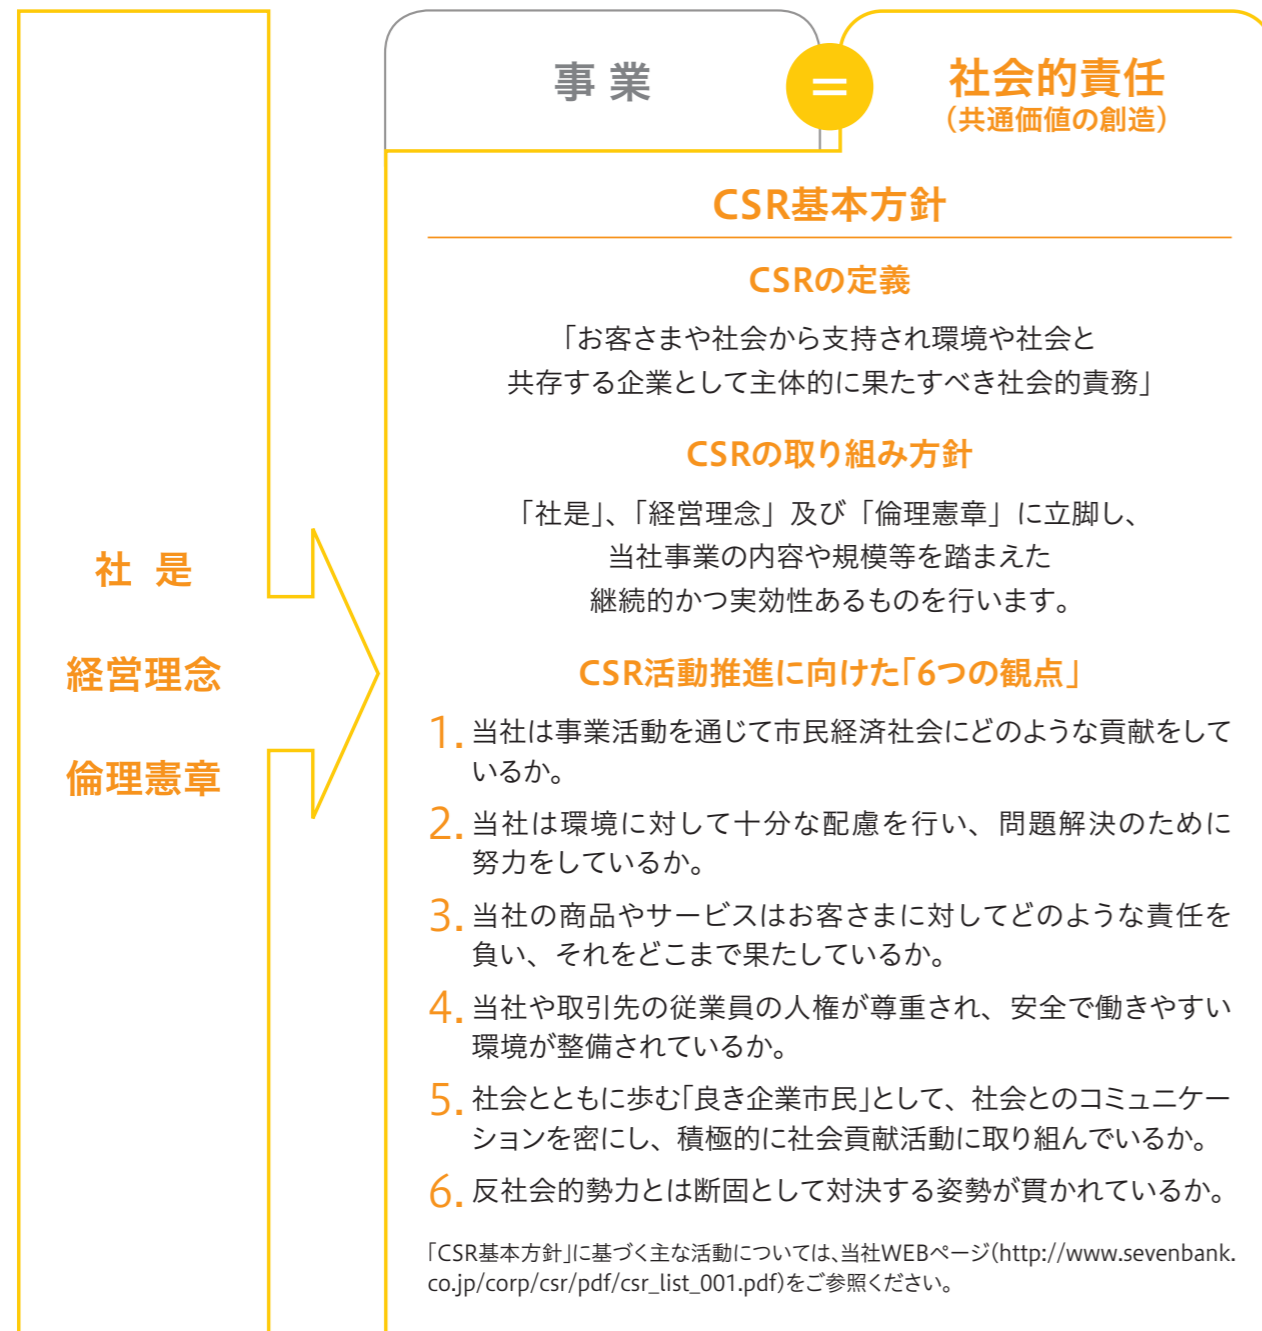 事業
=
社会的責任
（共通価値の創造）
社是
経営理念
倫理憲章
CSR基本方針
CSRの定義
「お客さまや社会から支持され環境や社会と
共存する企業として主体的に果たすべき社会的責務」
CSRの取り組み方針
「社是」、「経営理念」及び「倫理憲章」に立脚し、
当社事業の内容や規模等を踏まえた
継続的かつ実効性あるものを行います。
CSR活動推進に向けた「6つの観点」
1. 当社は事業活動を通じて市民経済社会にどのような貢献をして
いるか。
2. 当社は環境に対して十分な配慮を行い、問題解決のために
努力をしているか。
3. 当社の商品やサービスはお客さまに対してどのような責任を
負い、それをどこまで果たしているか。
4. 当社や取引先の従業員の人権が尊重され、安全で働きやすい
環境が整備されているか。
5. 社会とともに歩む「良き企業市民」として、社会とのコミュニケー
ションを密にし、積極的に社会貢献活動に取り組んでいるか。
6. 反社会的勢力とは断固として対決する姿勢が貫かれているか。
「CSR基本方針」に基づく主な活動については、当社WEBページ(http://www.sevenbank.
co.jp/corp/csr/pdf/csr_list_001.pdf)をご参照ください。